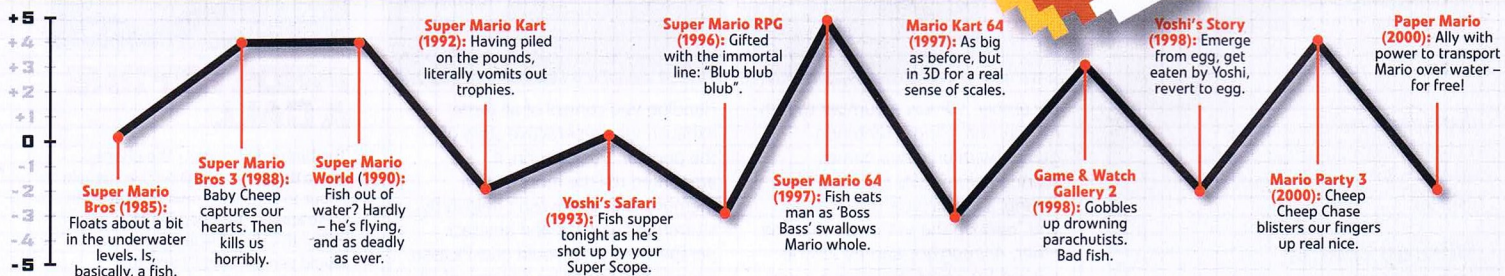 +5
+4
+3
+2
+1
0
-1
-2
-3
-4
-5
Super Mario
Bros (1985):
Floats about a bit
in the underwater
levels. Is,
basically, a fish.
Super Mario
Bros 3 (1988):
Baby Cheep
captures our
hearts. Then
kills us
horribly.
Super Mario
World (1990):
Fish out of
water? Hardly
– he's flying,
and as deadly
as ever.
Super Mario Kart
(1992): Having piled
on the pounds,
literally vomits out
trophies.
Yoshi's Safari
(1993): Fish supper
tonight as he's
shot up by your
Super Scope.
Super Mario RPG
(1996): Gifted
with the immortal
line: “Blub blub
blub”.
Super Mario 64
(1997): Fish eats
man as ‘Boss
Bass’ swallows
Mario whole.
Mario Kart 64
(1997): As big
as before, but
in 3D for a real
sense of scales.
Game & Watch
Gallery 2
(1998): Gobbles
up drowning
parachutists.
Bad fish.
Yoshi's Story
(1998): Emerge
from egg, get
eaten by Yoshi,
revert to egg.
Mario Party 3
(2000): Cheep
Cheep Chase
blisters our fingers
up real nice.
Paper Mario
(2000): Ally with
power to transport
Mario over water –
for free!